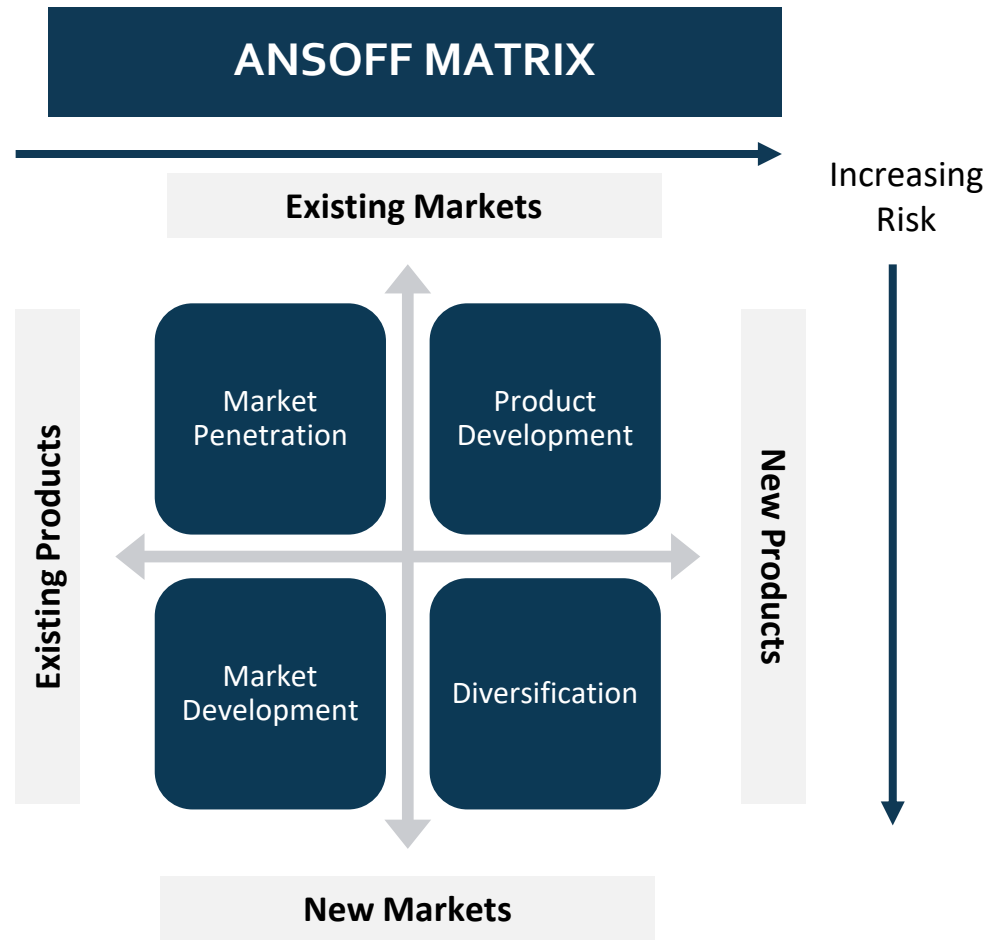 ANSOFF MATRIX
Increasing
Risk
Existing Markets
Existing Products
Market
Penetration
Product
Development
New Products
Market
Development
Diversification
New Markets